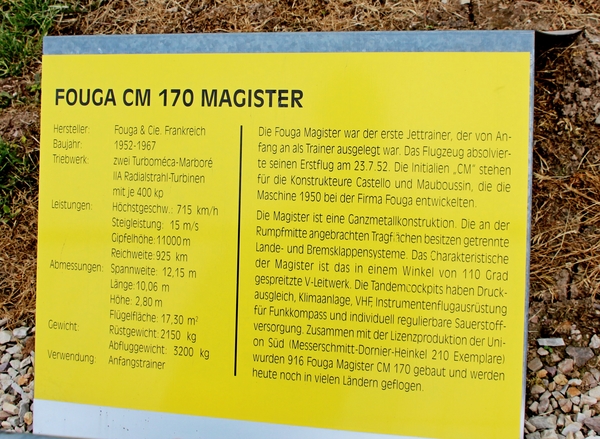 FOUGA CM 170 MAGISTER
Hersteller: Fouga & Cie. Frankreich
Baujahr: 1952-1967
Triebwerk: zwei Turboméca-Marboré
IIA Radialstrahl-Turbinen
mit je 400 kp
Leistungen: Höchstgeschw.: 715 km/h
Steigleistung: 15 m/s
Gipfelhöhe: 11000 m
Reichweite: 925 km
Abmessungen: Spannweite: 12,15 m
Länge: 10,06 m
Höhe: 2,80 m
Flügelfläche: 17,30 m²
Gewicht: Rüstgewicht: 2150 kg
Abfluggewicht: 3200 kg
Verwendung: Anfangstrainer
Die Fouga Magister war der erste Jettrainer, der von An-
fang an als Trainer ausgelegt war. Das Flugzeug absolvier-
te seinen Erstflug am 23.7.52. Die Initialien „CM" stehen
für die Konstrukteure Castello und Mauboussin, die die
Maschine 1950 bei der Firma Fouga entwickelten.
Die Magister ist eine Ganzmetallkonstruktion. Die an der
Rumpfmitte angebrachten Tragflächen besitzen getrennte
Lande- und Bremsklappensysteme. Das Charakteristische
der Magister ist das in einem Winkel von 110 Grad
gespreitzte V-Leitwerk. Die Tandemcockpits haben Druck-
ausgleich, Klimaanlage, VHF, Instrumentenflugausrüstung
für Funkkompass und individuell regulierbare Sauerstoff-
versorgung. Zusammen mit der Lizenzproduktion der Uni-
on Süd (Messerschmitt-Dornier-Heinkel 210 Exemplare)
wurden 916 Fouga Magister CM 170 gebaut und werden
heute noch in vielen Ländern geflogen.